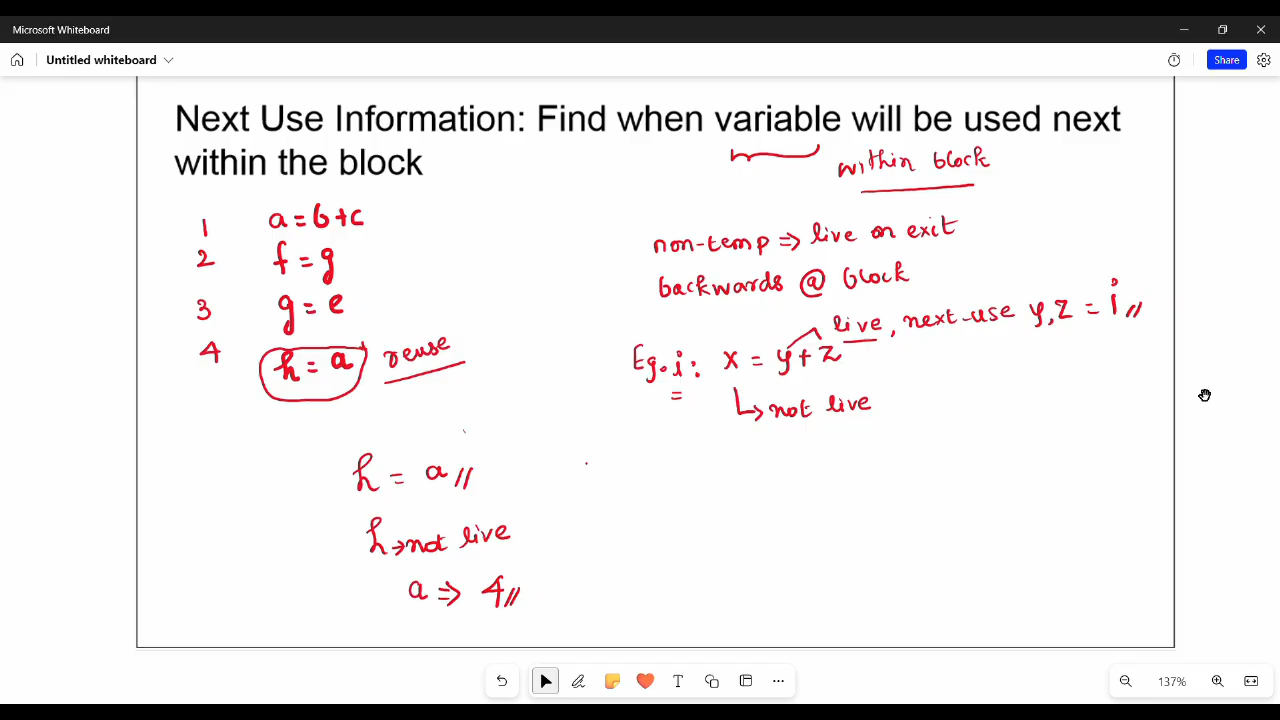 Microsoft Whiteboard
Untitled whiteboard
Share
Next Use Information: Find when variable will be used next
within the block
within block
1 a = b + c
2 f = g
3 g = e
4 h = a reuse
non-temp ⇒ live on exit
backwards @ block
live, next-use y, z = i //
Eg. i: x = y + z
↳ not live
h = a //
h → not live
a ⇒ 4 //
T
137%